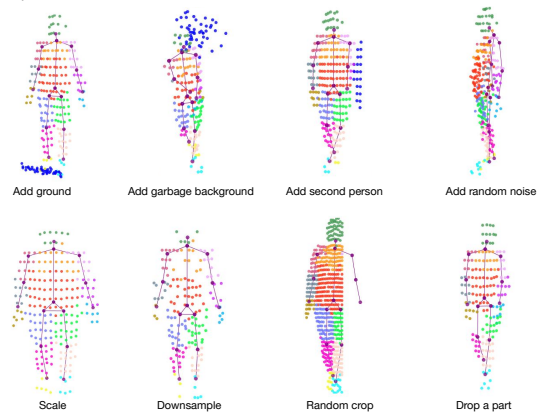 Add ground
Add garbage background
Add second person
Add random noise
Scale
Downsample
Random crop
Drop a part